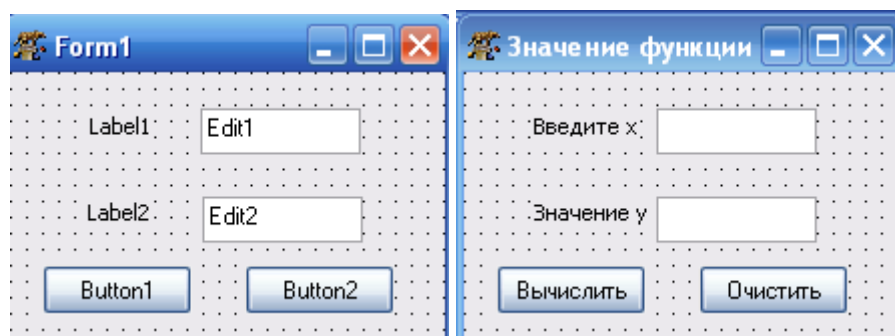 Form1
Label1 Edit1
Label2 Edit2
Button1 Button2
Значение функции
Введите x
Значение y
Вычислить Очистить